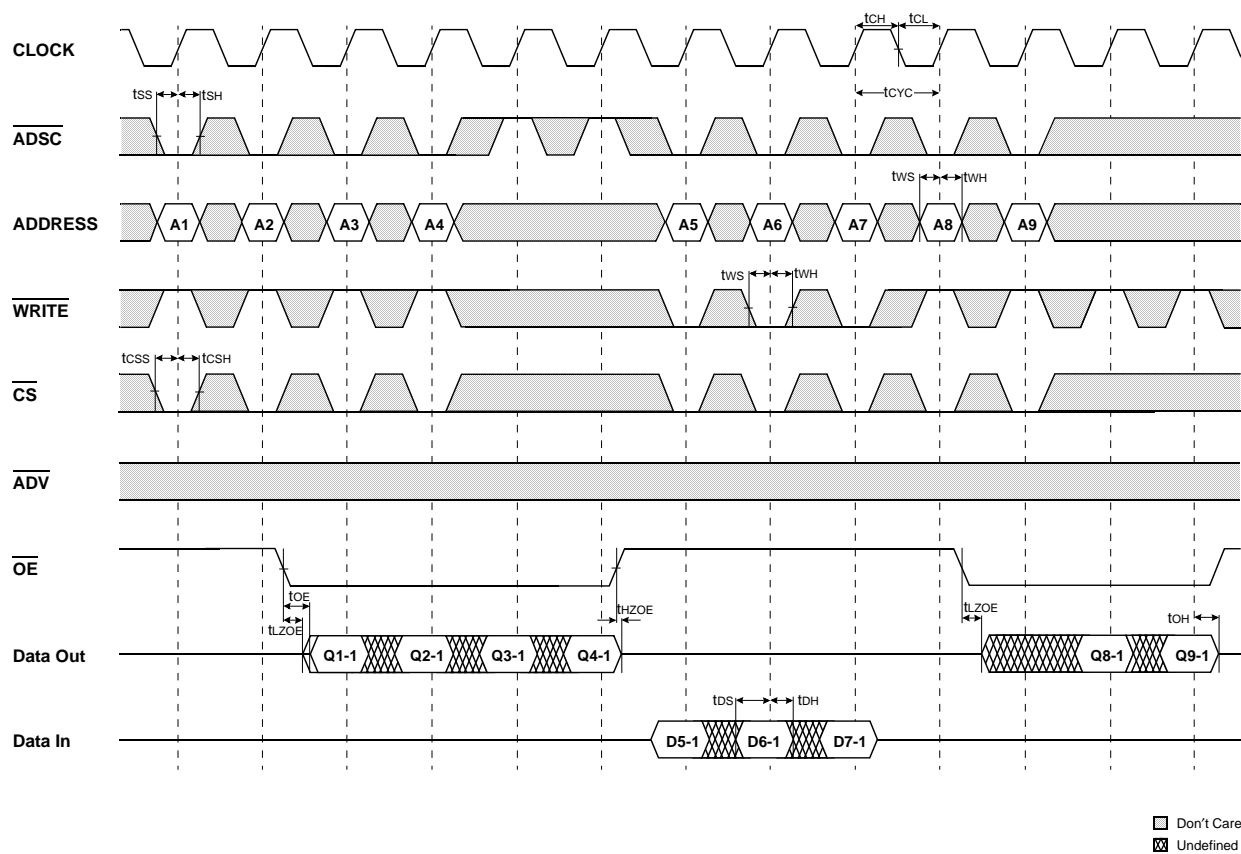 tCH tCL
CLOCK
tSS tSH
tCYC
ADSC
tWS tWH
ADDRESS A1 A2 A3 A4 A5 A6 A7 A8 A9
tWS tWH
WRITE
tCSS tCSH
CS
ADV
OE
tOE
tHZOE
tLZOE
tLZOE
tOH
Data Out Q1-1 Q2-1 Q3-1 Q4-1 Q8-1 Q9-1
tDS tDH
Data In D5-1 D6-1 D7-1
Don't Care
Undefined